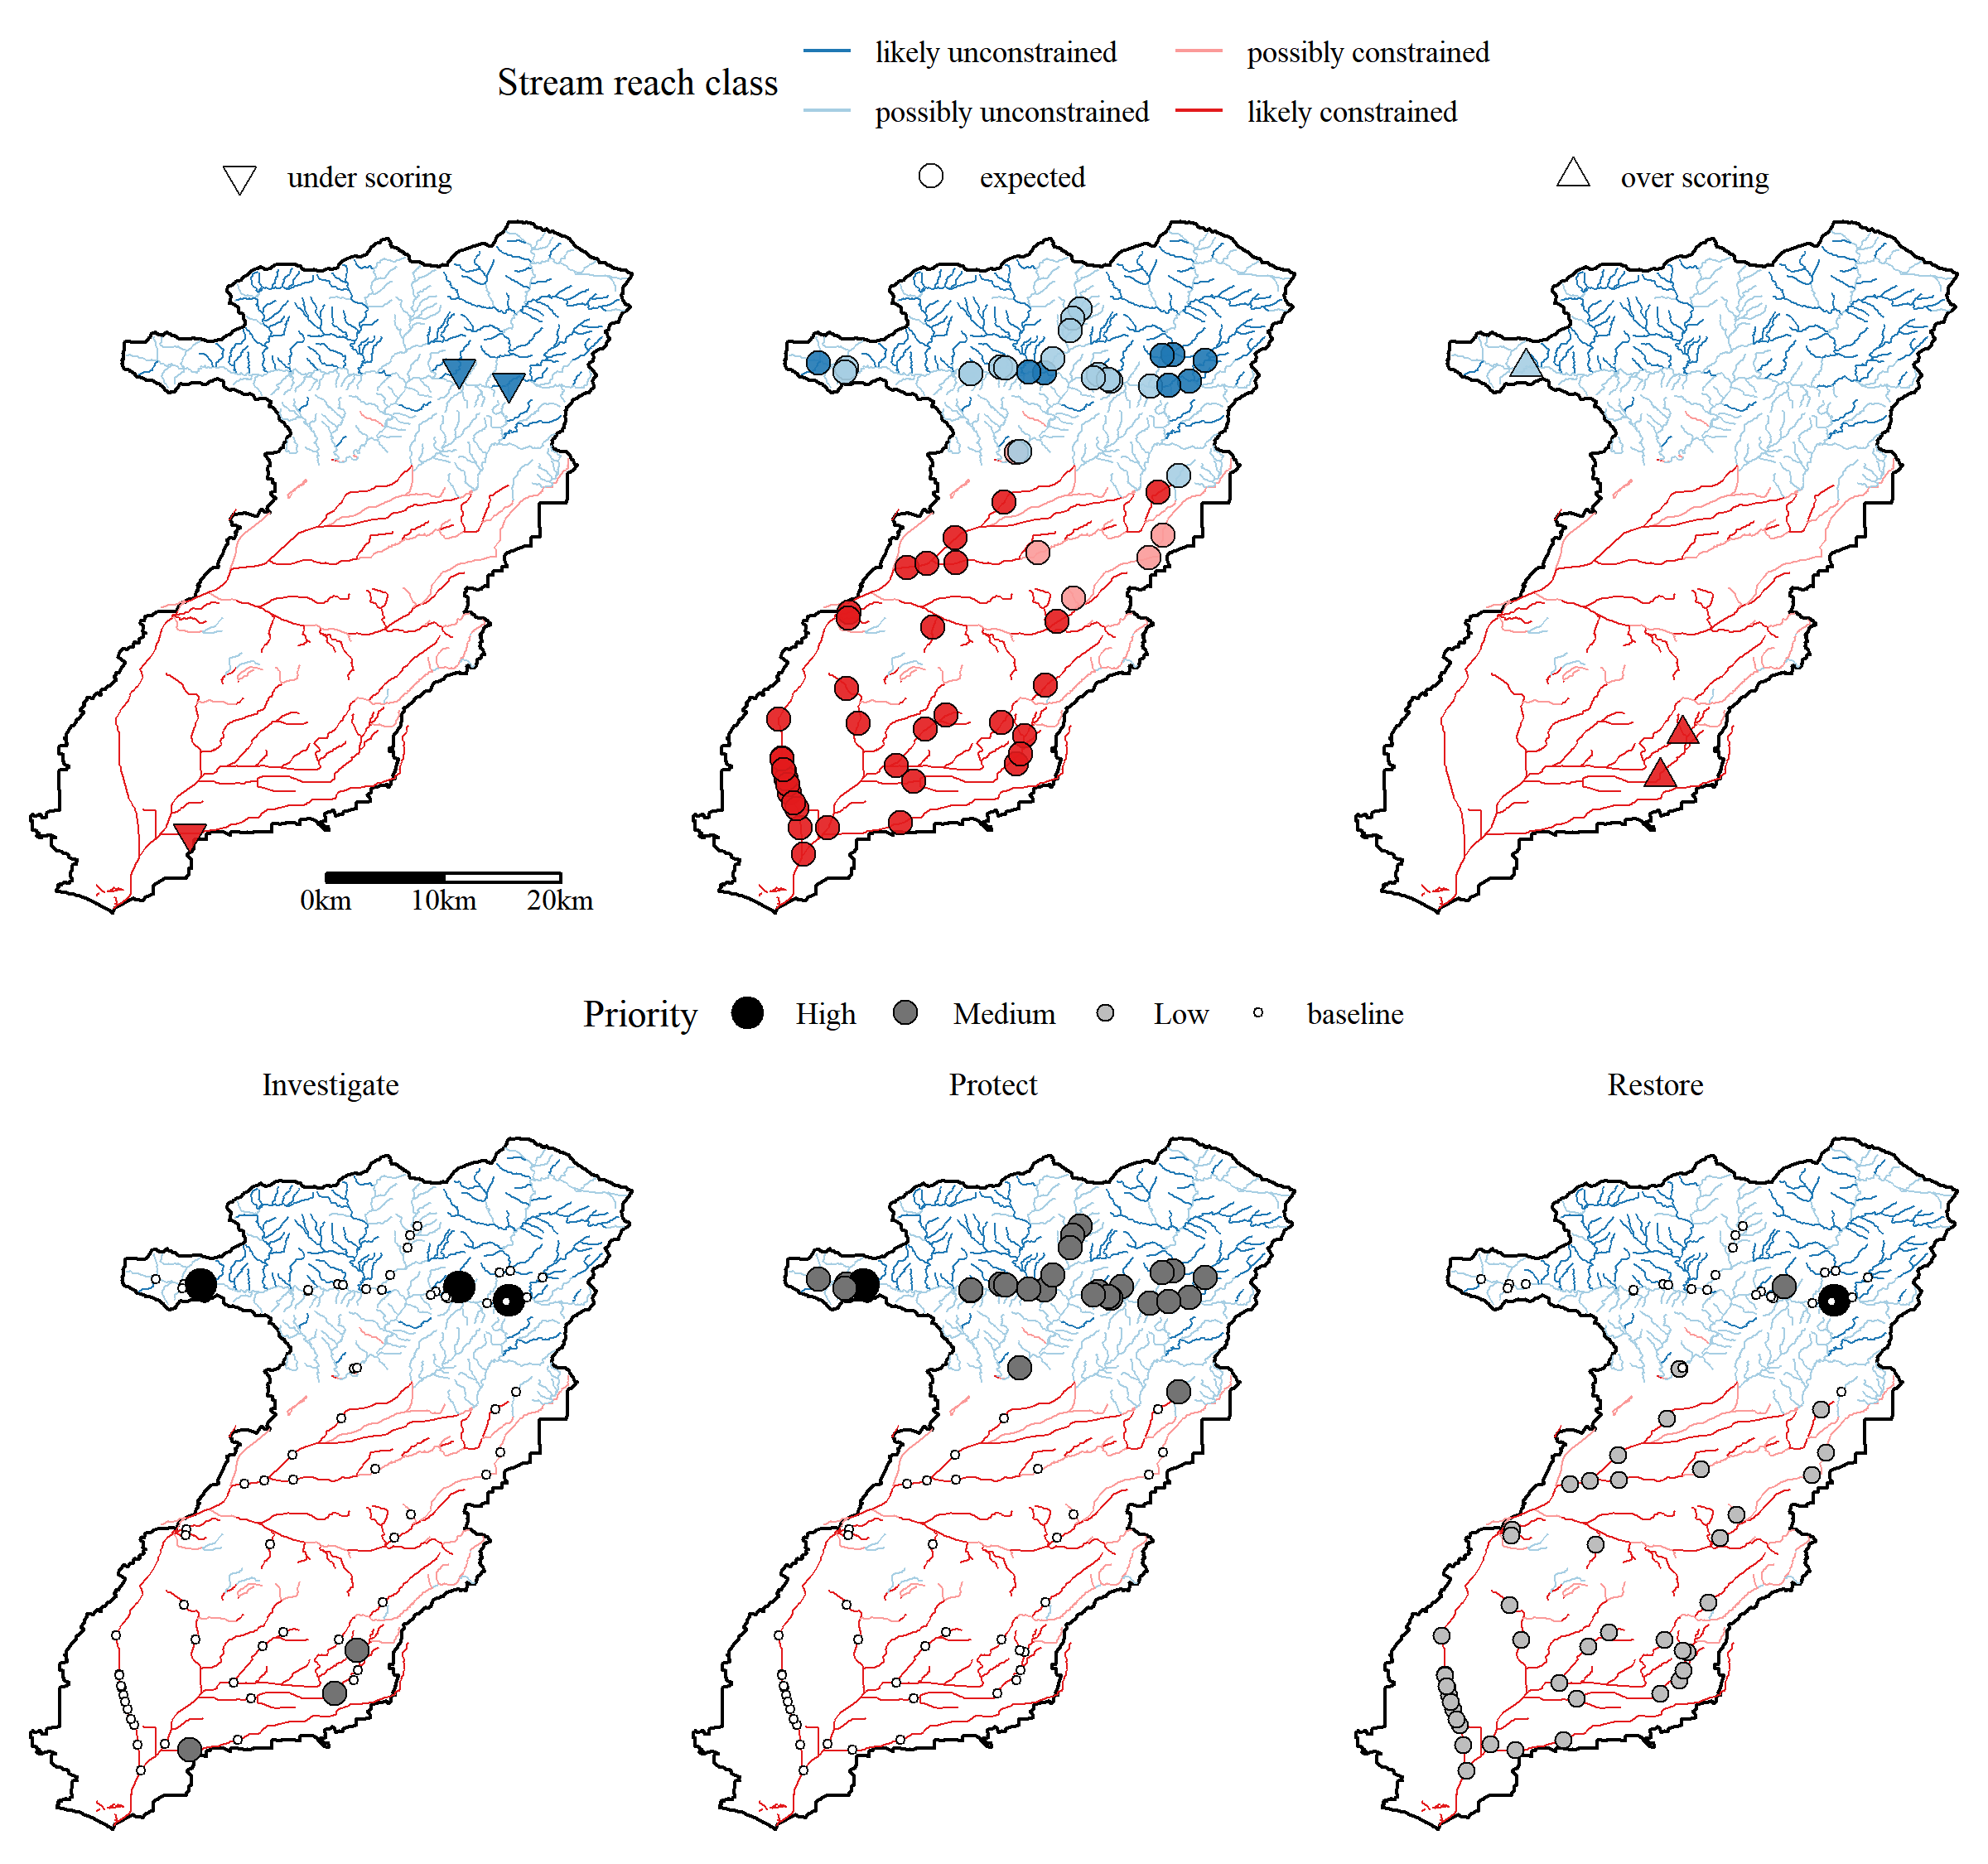 likely unconstrained possibly constrained
Stream reach class
possibly unconstrained likely constrained
under scoring expected over scoring
0km 10km 20km
Priority High Medium Low baseline
Investigate Protect Restore